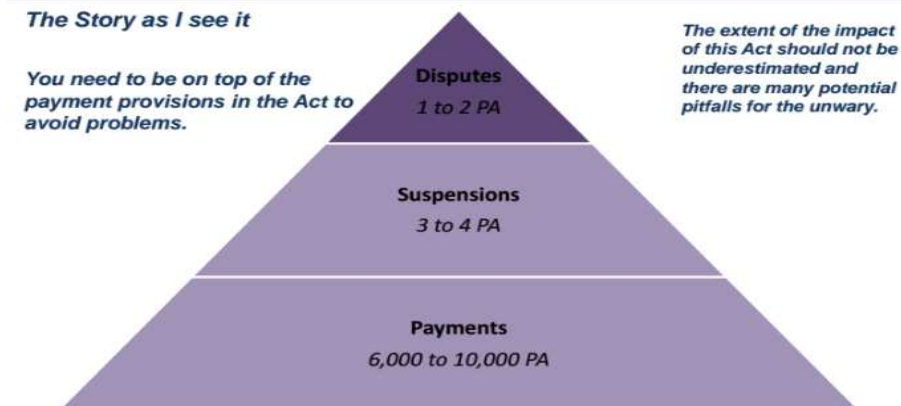 The Story as I see it
You need to be on top of the
payment provisions in the Act to
avoid problems.
The extent of the impact
of this Act should not be
underestimated and
there are many potential
pitfalls for the unwary.
Disputes
1 to 2 PA
Suspensions
3 to 4 PA
Payments
6,000 to 10,000 PA